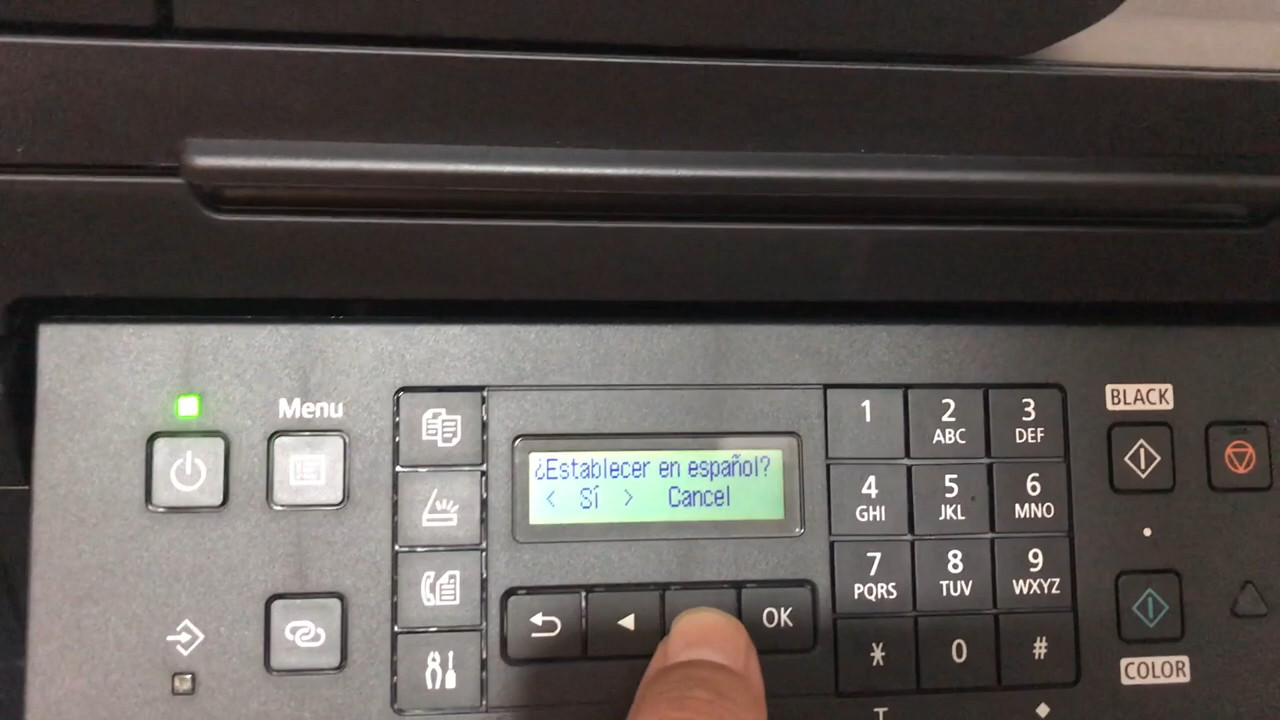 Menu
¿Establecer en español?
< Sí > Cancel
OK
1
2
ABC
3
DEF
4
GHI
5
JKL
6
MNO
7
PQRS
8
TUV
9
WXYZ
*
0
#
T
BLACK
COLOR